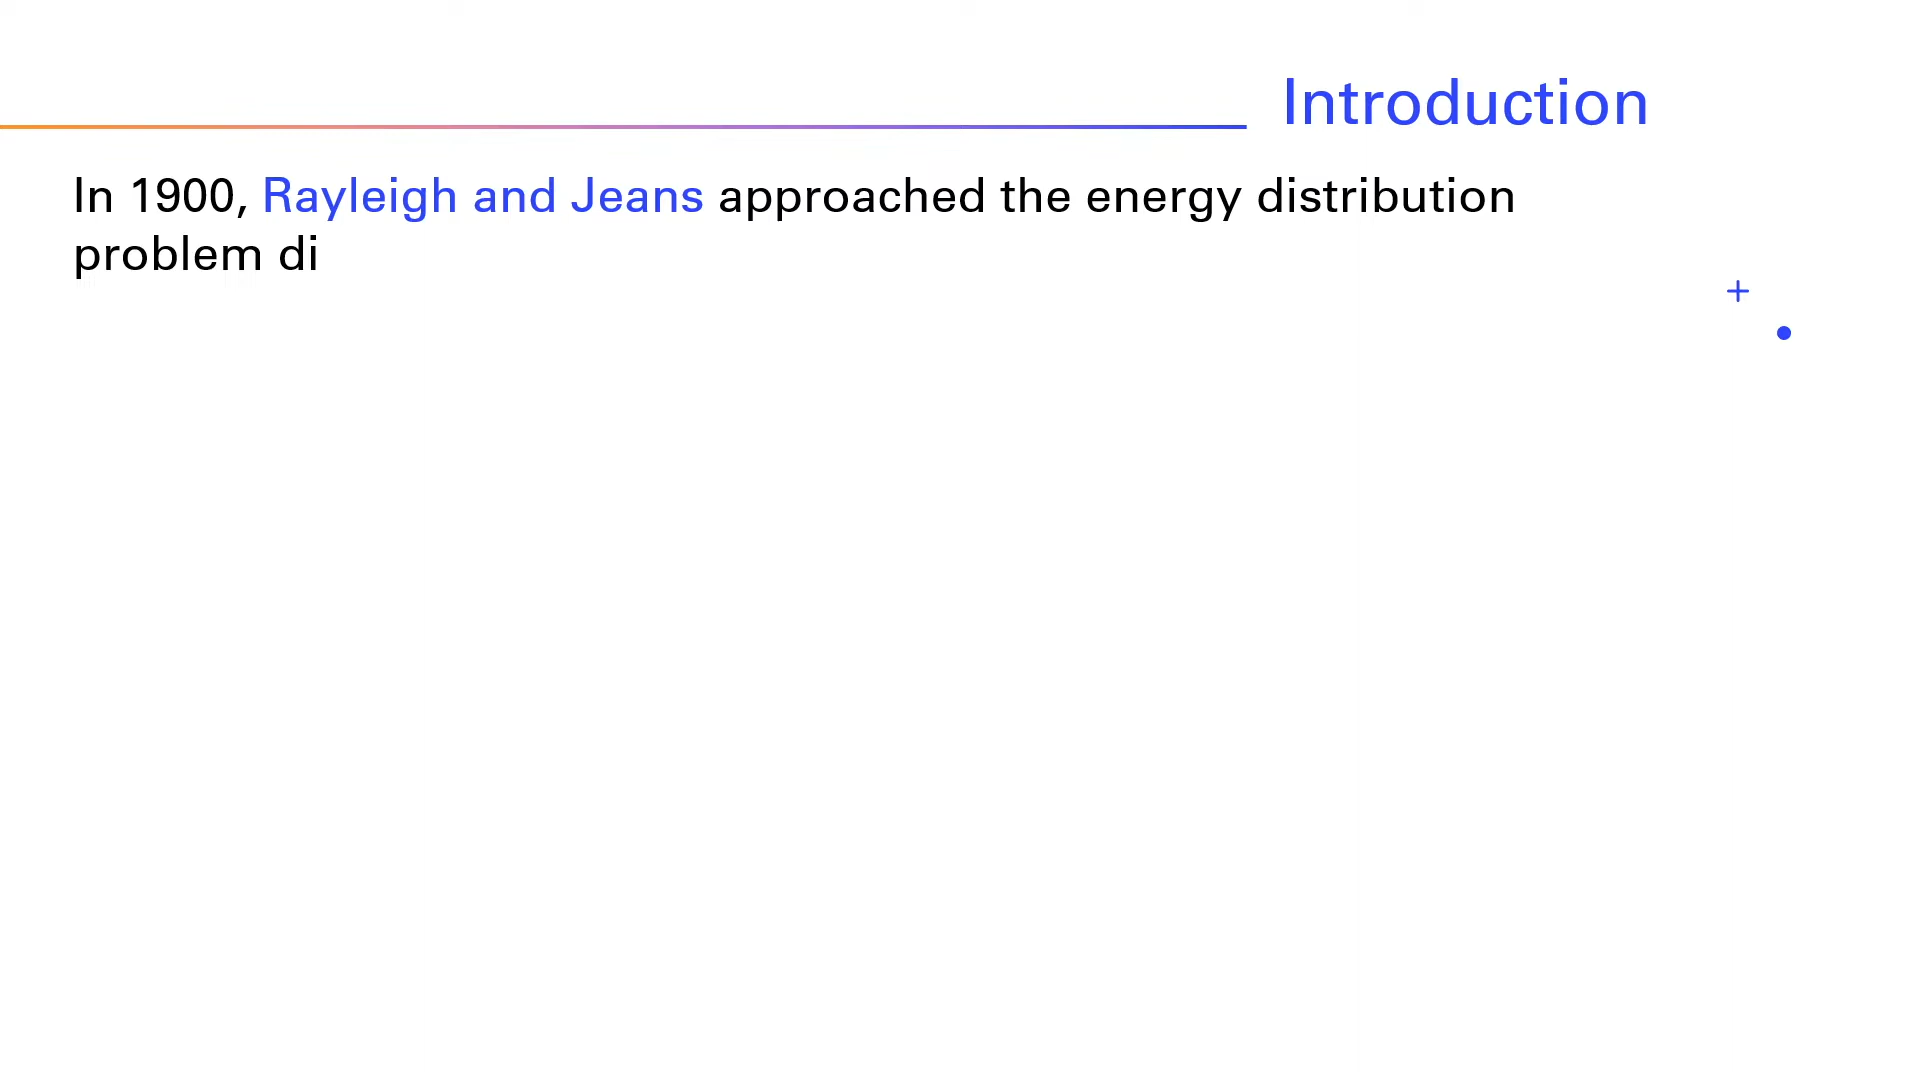 Introduction
In 1900, Rayleigh and Jeans approached the energy distribution
problem di